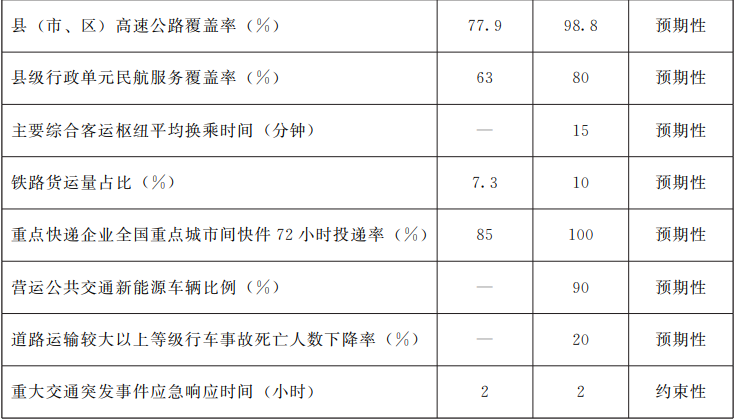 县（市、区）高速公路覆盖率（%） 77.9 98.8 预期性
县级行政单元民航服务覆盖率（%） 63 80 预期性
主要综合客运枢纽平均换乘时间（分钟） — 15 预期性
铁路货运量占比（%） 7.3 10 预期性
重点快递企业全国重点城市间快件 72 小时投递率（%） 85 100 预期性
营运公共交通新能源车辆比例（%） — 90 预期性
道路运输较大以上等级行车事故死亡人数下降率（%） — 20 预期性
重大交通突发事件应急响应时间（小时） 2 2 约束性